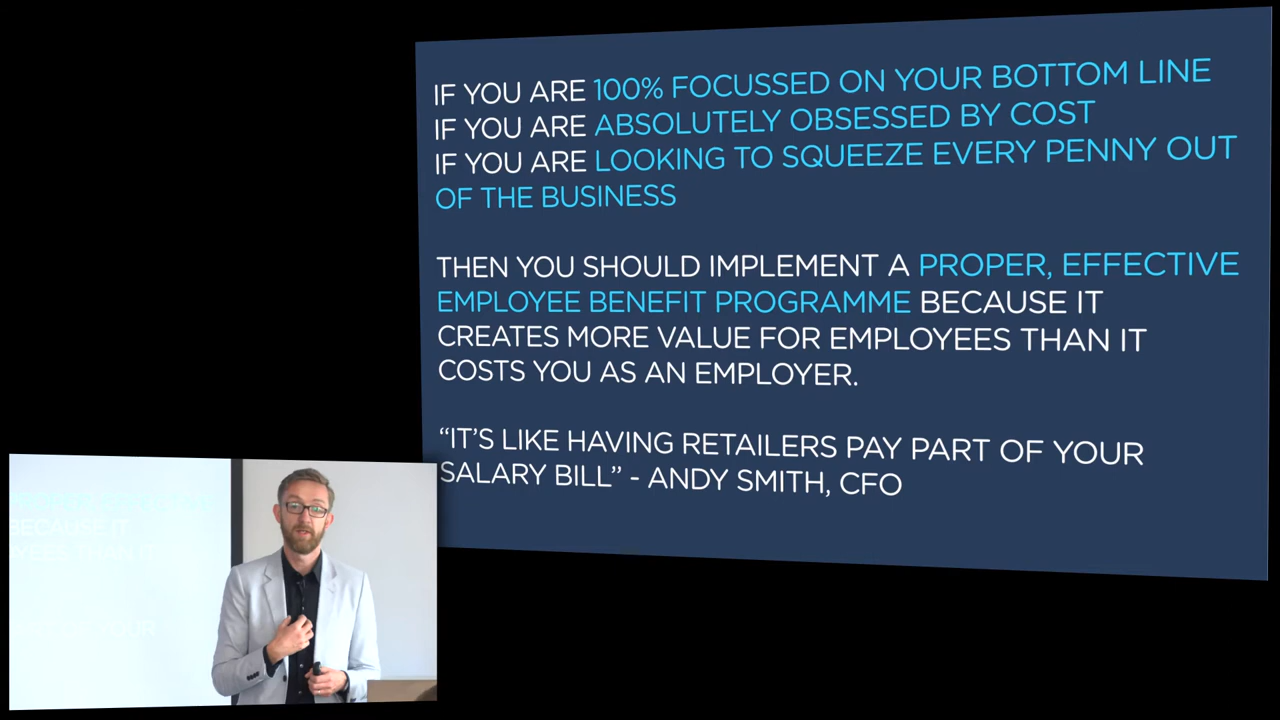 IF YOU ARE 100% FOCUSSED ON YOUR BOTTOM LINE
IF YOU ARE ABSOLUTELY OBSESSED BY COST
IF YOU ARE LOOKING TO SQUEEZE EVERY PENNY OUT
OF THE BUSINESS
THEN YOU SHOULD IMPLEMENT A PROPER, EFFECTIVE
EMPLOYEE BENEFIT PROGRAMME BECAUSE IT
CREATES MORE VALUE FOR EMPLOYEES THAN IT
COSTS YOU AS AN EMPLOYER.
“IT’S LIKE HAVING RETAILERS PAY PART OF YOUR
SALARY BILL” - ANDY SMITH, CFO
BECAUSE IT